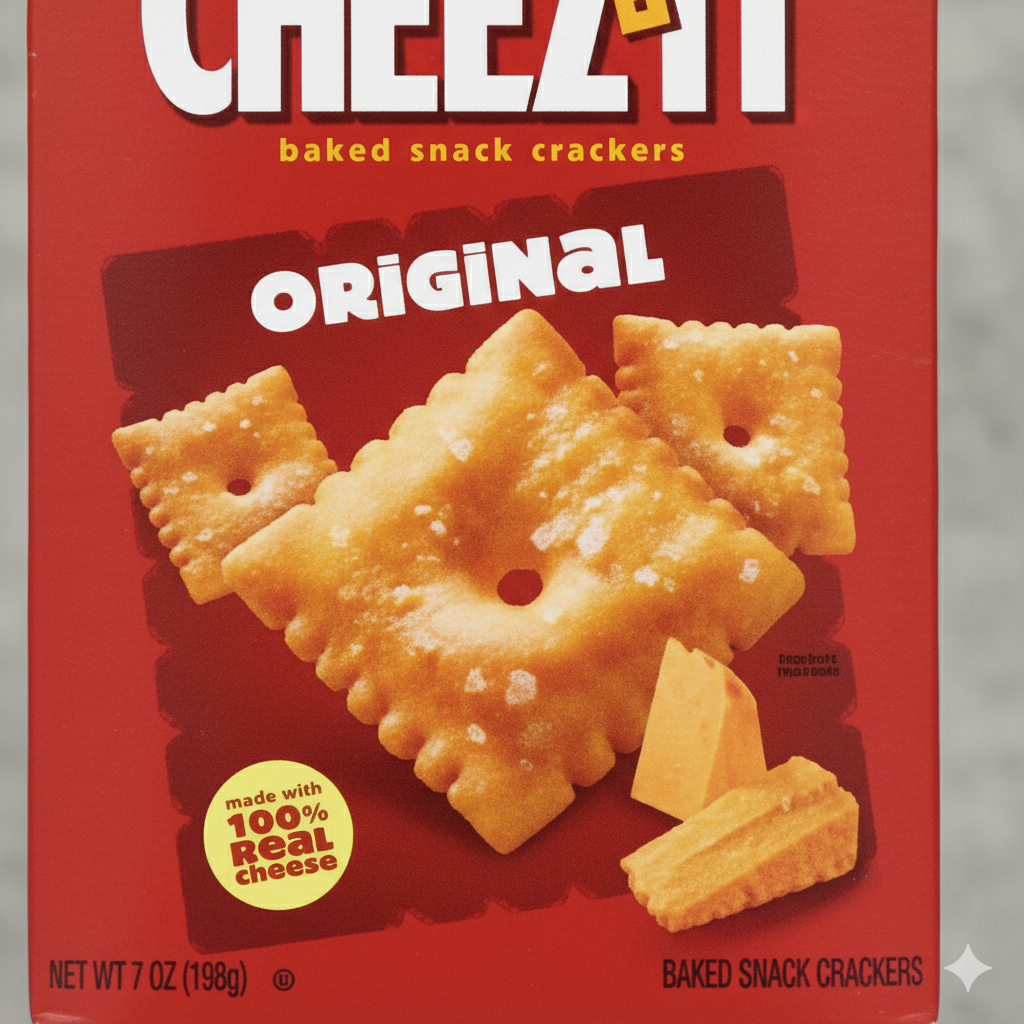 CHEEZ-IT
baked snack crackers
ORiGiNaL
made with
100%
Real
cheese
NET WT 7 OZ (198g) U
BAKED SNACK CRACKERS